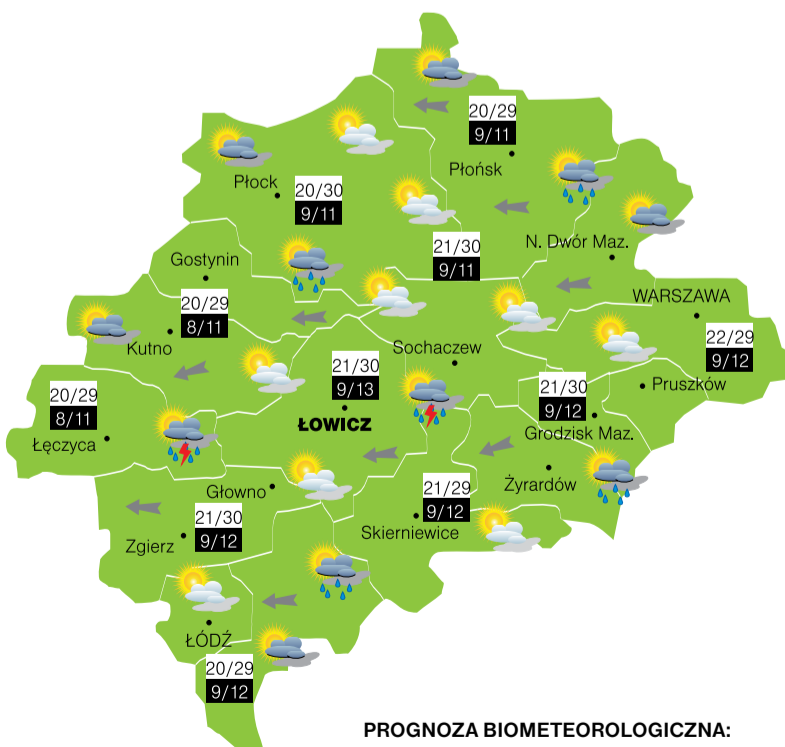 20/29
9/11
Płońsk
Płock
20/30
9/11
21/30
9/11
N. Dwór Maz.
Gostynin
20/29
8/11
Kutno
WARSZAWA
22/29
9/12
Sochaczew
21/30
9/13
ŁOWICZ
Pruszków
21/30
9/12
Grodzisk Maz.
20/29
8/11
Łęczyca
Żyrardów
Głowno
21/29
9/12
Skierniewice
21/30
9/12
Zgierz
ŁÓDŹ
20/29
9/12
PROGNOZA BIOMETEOROLOGICZNA: